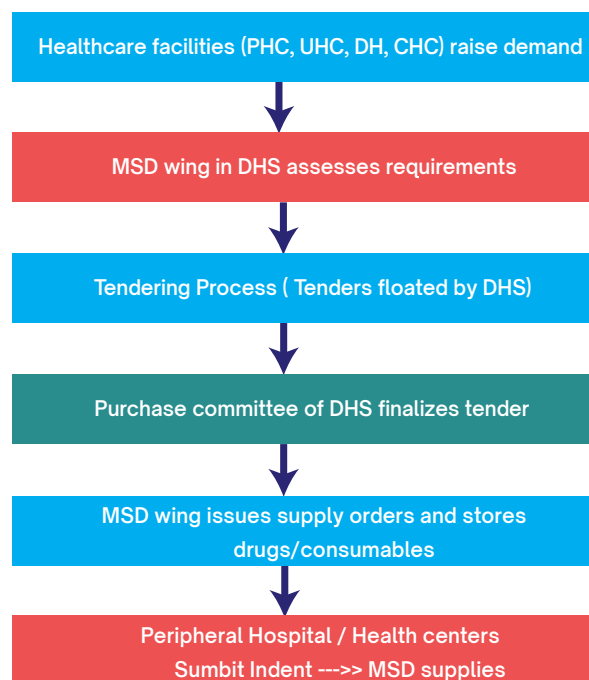 Healthcare facilities (PHC, UHC, DH, CHC) raise demand
MSD wing in DHS assesses requirements
Tendering Process ( Tenders floated by DHS)
Purchase committee of DHS finalizes tender
MSD wing issues supply orders and stores
drugs/consumables
Peripheral Hospital / Health centers
Sumbit Indent --->> MSD supplies